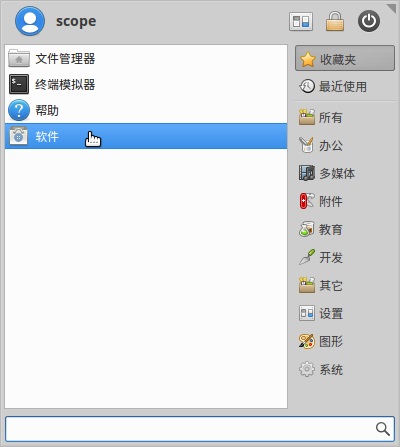 scope
文件管理器
终端模拟器
帮助
软件
收藏夹
最近使用
所有
办公
多媒体
附件
教育
开发
其它
设置
图形
系统